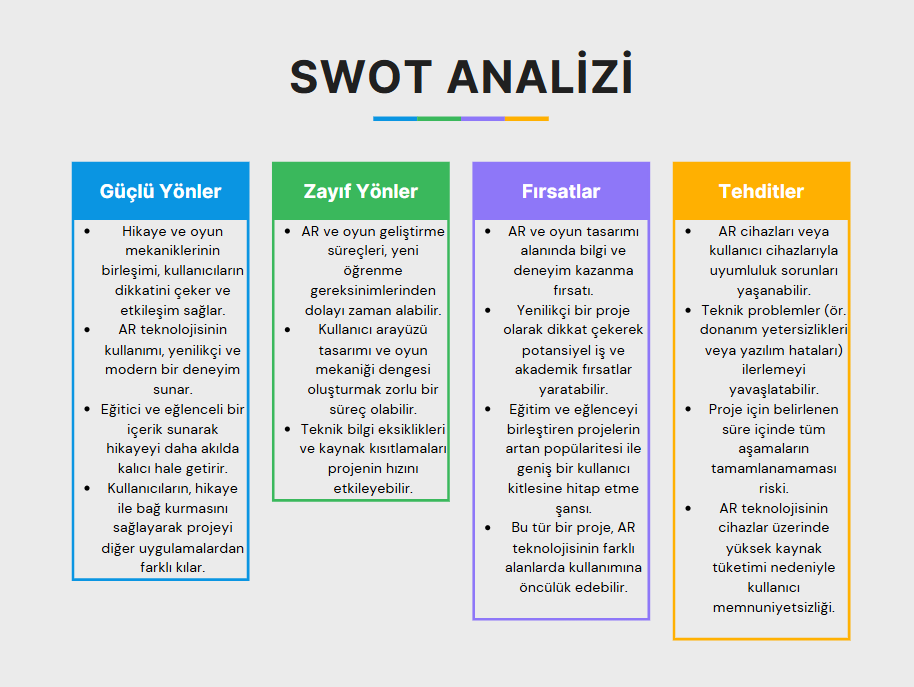 SWOT ANALİZİ
Güçlü Yönler
Hikaye ve oyun
mekaniklerinin
birleşimi, kullanıcıların
dikkatini çeker ve
etkileşim sağlar.
AR teknolojisinin
kullanımı, yenilikçi ve
modern bir deneyim
sunar.
Eğitici ve eğlenceli bir
içerik sunarak
hikayeyi daha akılda
kalıcı hale getirir.
Kullanıcıların, hikaye
ile bağ kurmasını
sağlayarak projeyi
diğer uygulamalardan
farklı kılar.
Zayıf Yönler
AR ve oyun geliştirme
süreçleri, yeni
öğrenme
gereksinimlerinden
dolayı zaman alabilir.
Kullanıcı arayüzü
tasarımı ve oyun
mekaniği dengesi
oluşturmak zorlu bir
süreç olabilir.
Teknik bilgi eksiklikleri
ve kaynak kısıtlamaları
projenin hızını
etkileyebilir.
Fırsatlar
AR ve oyun tasarımı
alanında bilgi ve
deneyim kazanma
fırsatı.
Yenilikçi bir proje
olarak dikkat çekerek
potansiyel iş ve
akademik fırsatlar
yaratabilir.
Eğitim ve eğlenceyi
birleştiren projelerin
artan popülaritesi ile
geniş bir kullanıcı
kitlesine hitap etme
şansı.
Bu tür bir proje, AR
teknolojisinin farklı
alanlarda kullanımına
öncülük edebilir.
Tehditler
AR cihazları veya
kullanıcı cihazlarıyla
uyumluluk sorunları
yaşanabilir.
Teknik problemler (ör.
donanım yetersizlikleri
veya yazılım hataları)
ilerlemeyi
yavaşlatabilir.
Proje için belirlenen
süre içinde tüm
aşamaların
tamamlanamaması
riski.
AR teknolojisinin
cihazlar üzerinde
yüksek kaynak
tüketimi nedeniyle
kullanıcı
memnuniyetsizliği.